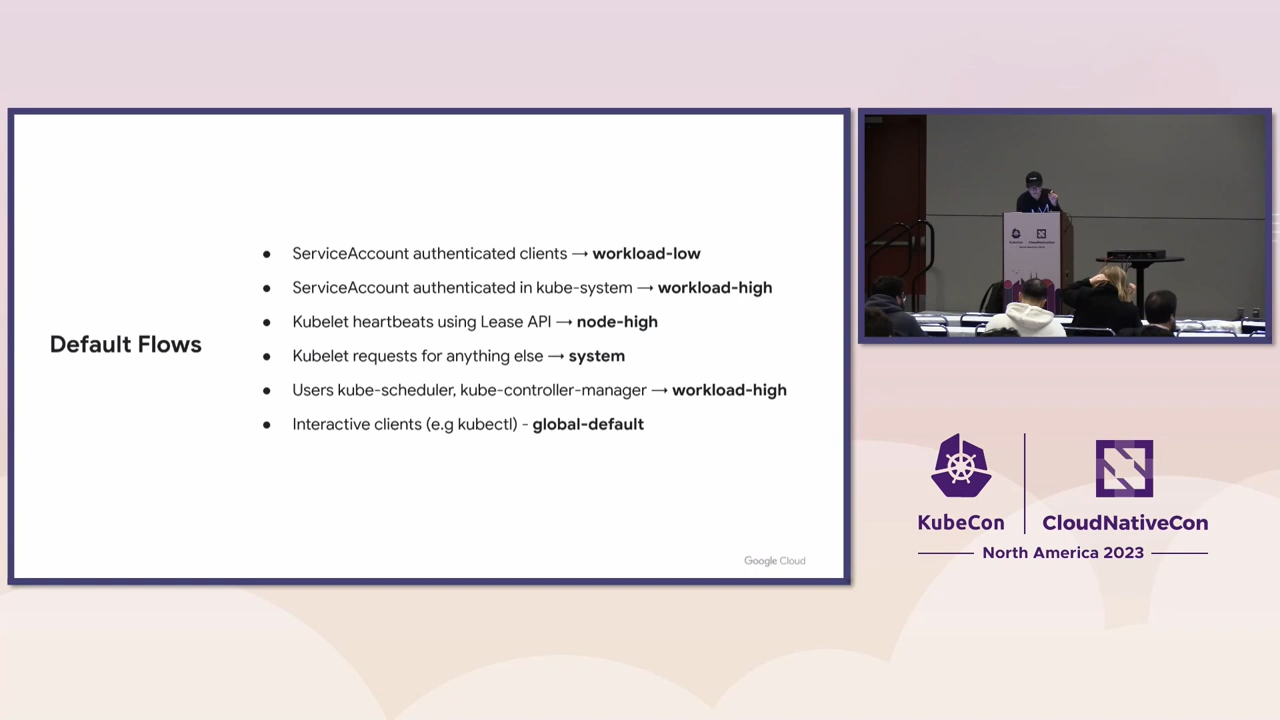 Default Flows
● ServiceAccount authenticated clients → workload-low
● ServiceAccount authenticated in kube-system → workload-high
● Kubelet heartbeats using Lease API → node-high
● Kubelet requests for anything else → system
● Users kube-scheduler, kube-controller-manager → workload-high
● Interactive clients (e.g kubectl) - global-default
Google Cloud
KubeCon
CloudNativeCon
North America 2023